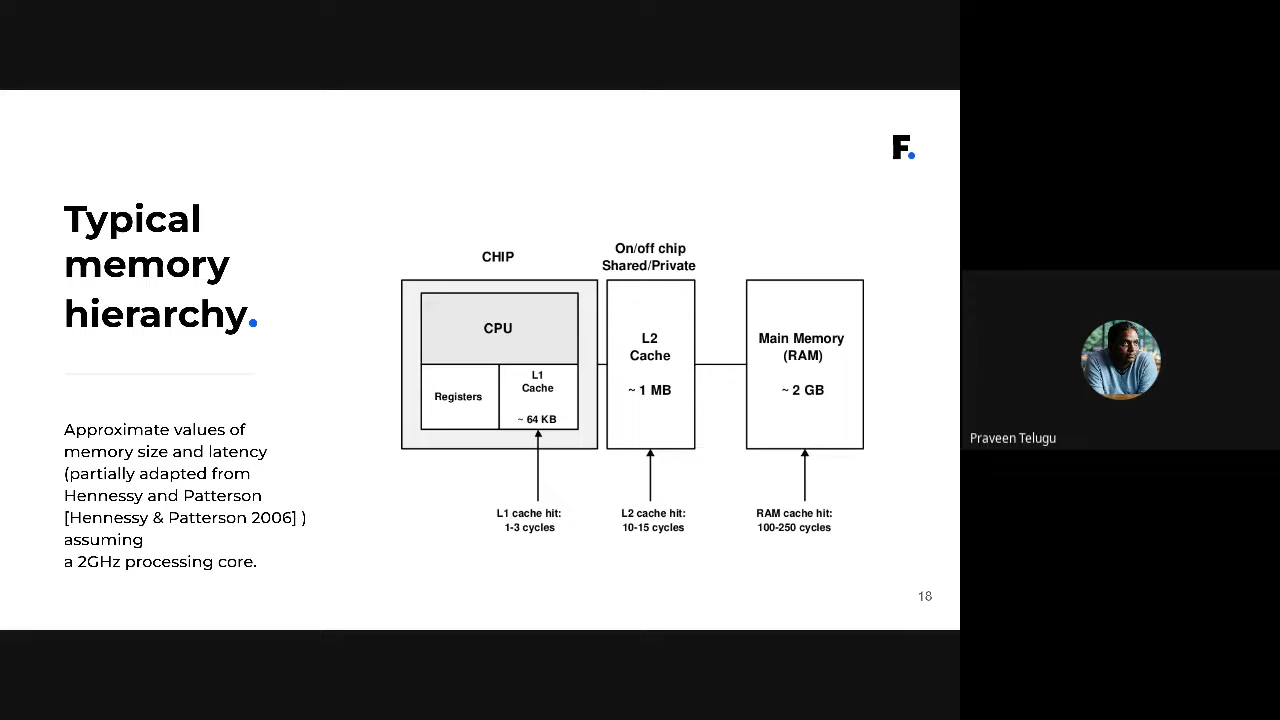 F.
Typical
memory
hierarchy.
Approximate values of
memory size and latency
(partially adapted from
Hennessy and Patterson
[Hennessy & Patterson 2006] )
assuming
a 2GHz processing core.
CHIP
On/off chip
Shared/Private
CPU
Registers
L1
Cache
~ 64 KB
L2
Cache
~ 1 MB
Main Memory
(RAM)
~ 2 GB
L1 cache hit:
1-3 cycles
L2 cache hit:
10-15 cycles
RAM cache hit:
100-250 cycles
18
Praveen Telugu